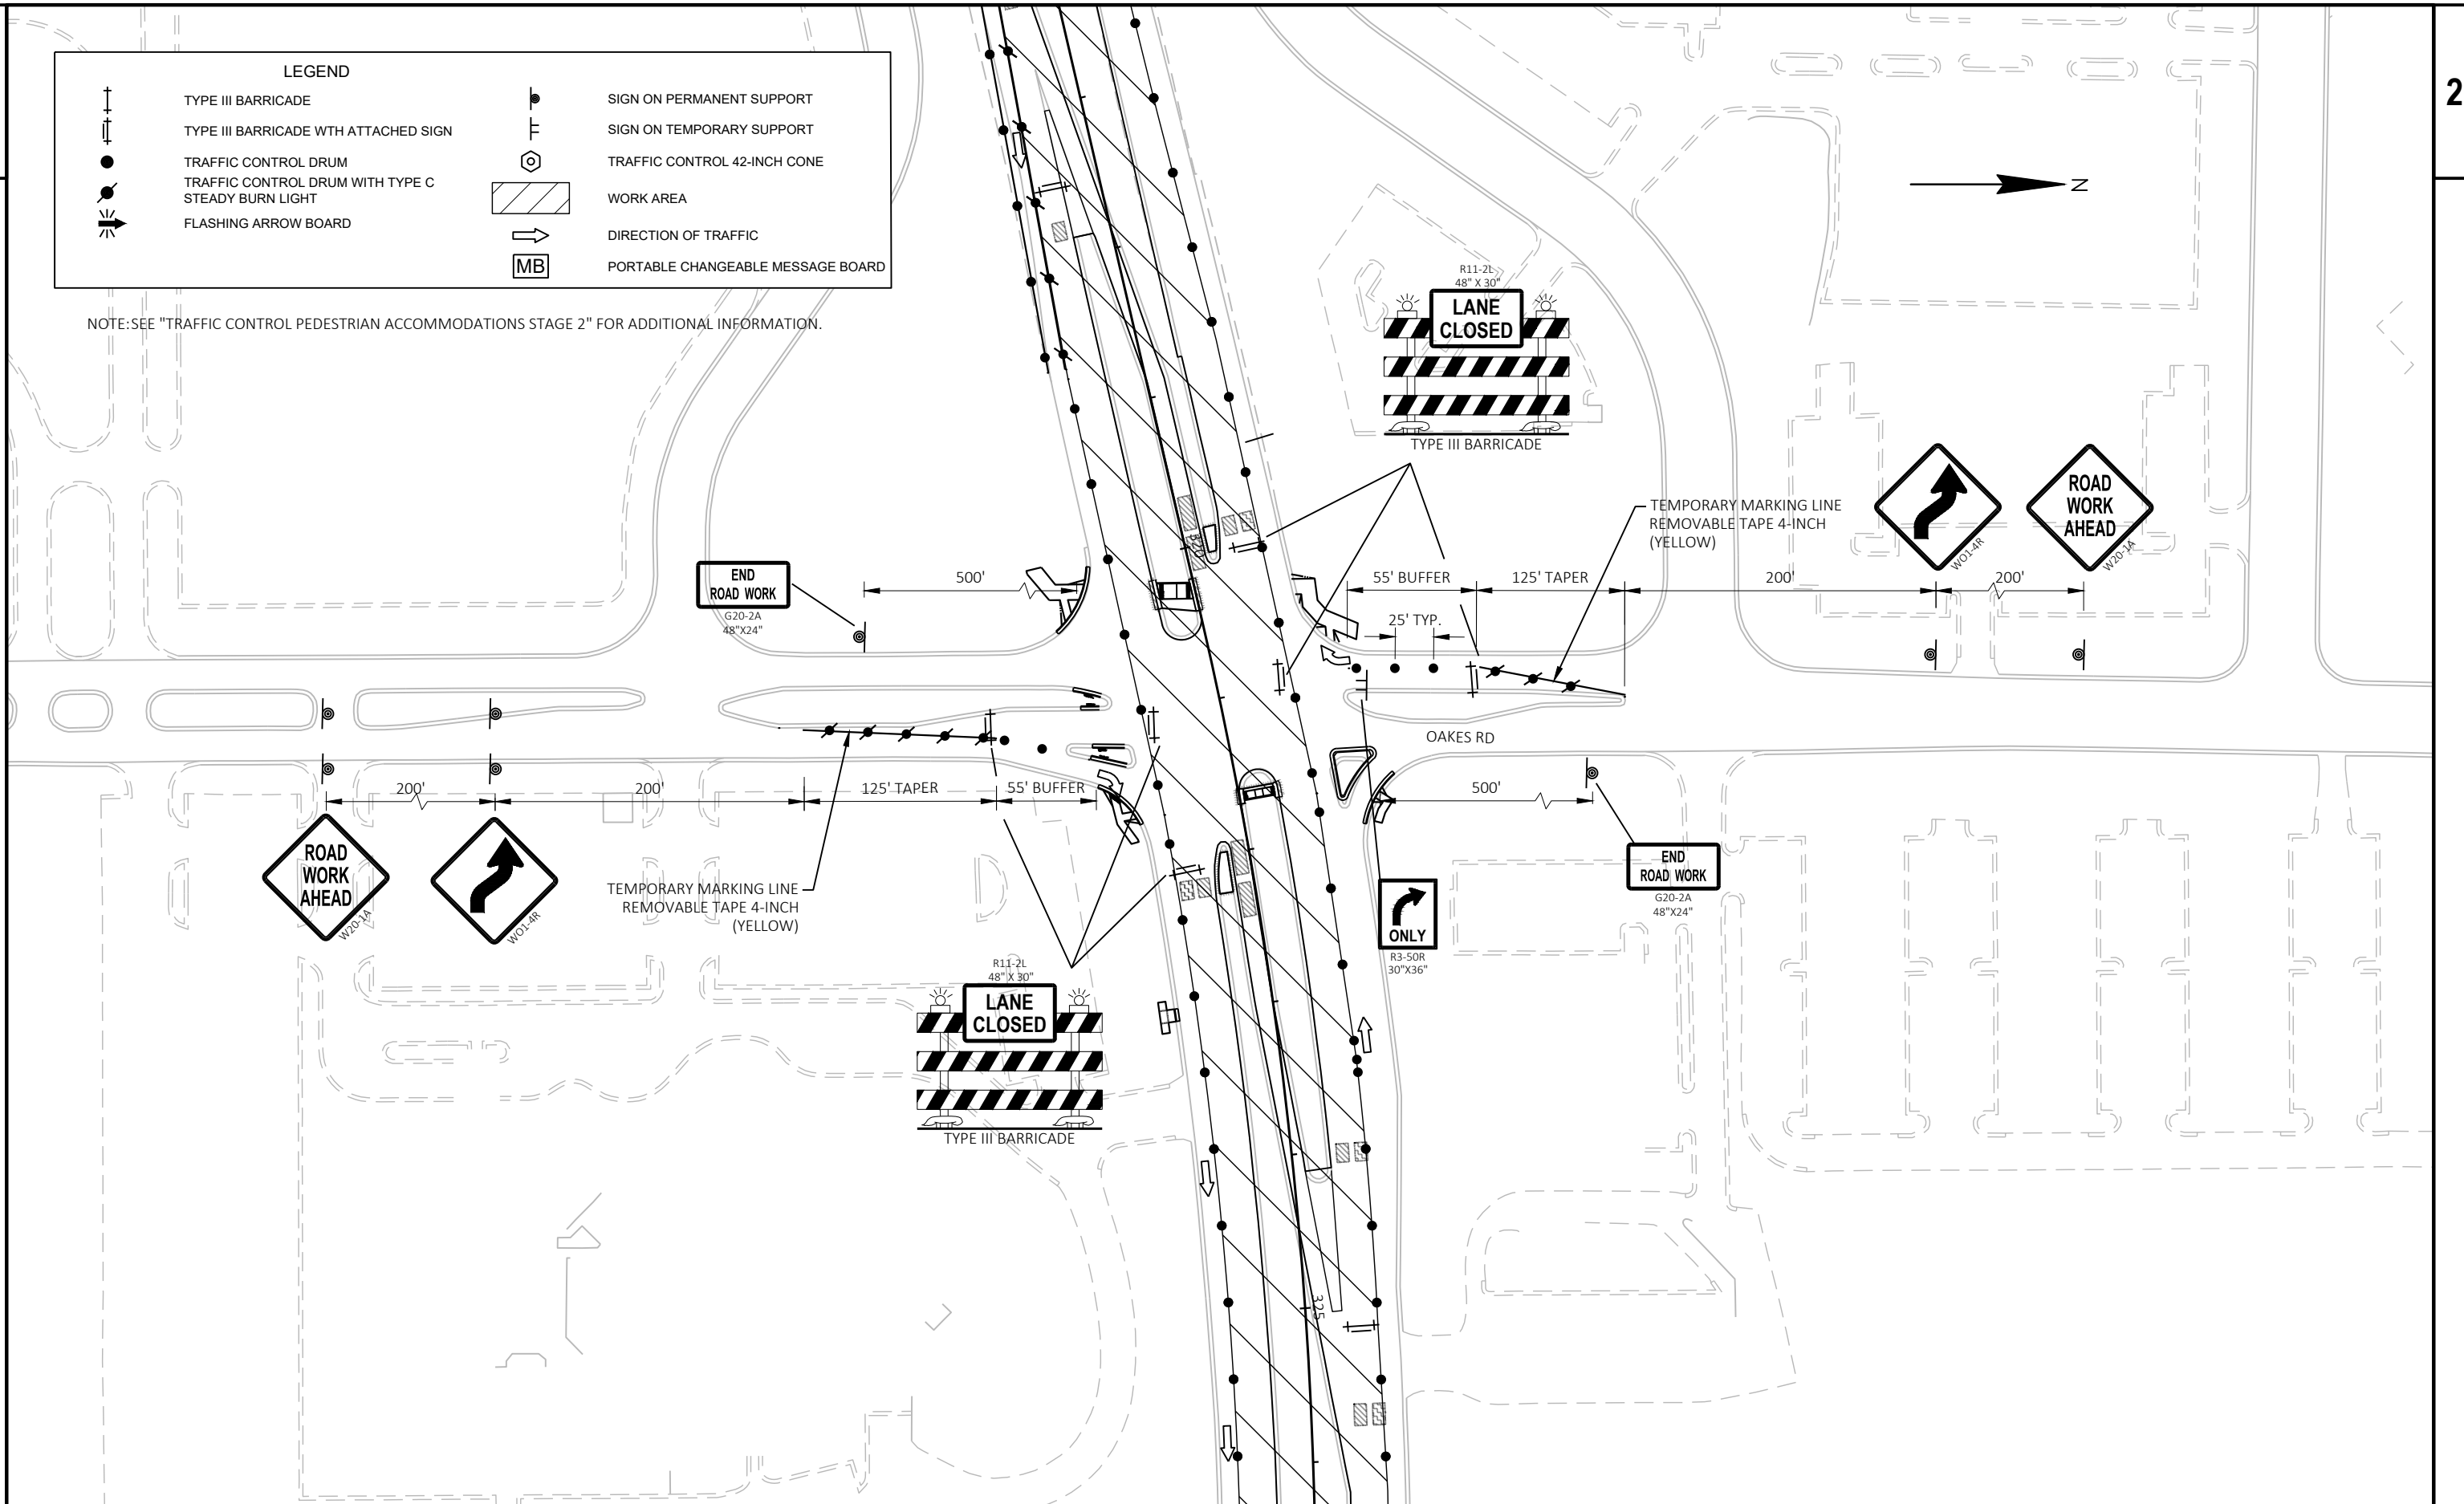 2
LEGEND
TYPE III BARRICADE
TYPE III BARRICADE WTH ATTACHED SIGN
TRAFFIC CONTROL DRUM
TRAFFIC CONTROL DRUM WITH TYPE C
STEADY BURN LIGHT
FLASHING ARROW BOARD
SIGN ON PERMANENT SUPPORT
SIGN ON TEMPORARY SUPPORT
TRAFFIC CONTROL 42-INCH CONE
WORK AREA
DIRECTION OF TRAFFIC
MB
PORTABLE CHANGEABLE MESSAGE BOARD
NOTE:SEE "TRAFFIC CONTROL PEDESTRIAN ACCOMMODATIONS STAGE 2" FOR ADDITIONAL INFORMATION.
N
R11-2L
48" X 30"
LANE
CLOSED
TYPE III BARRICADE
TEMPORARY MARKING LINE
REMOVABLE TAPE 4-INCH
(YELLOW)
WO1-4R
ROAD
WORK
AHEAD
W20-1A
END
ROAD WORK
G20-2A
48"X24"
500'
320
55' BUFFER
125' TAPER
200'
200'
25' TYP.
OAKES RD
200'
200'
125' TAPER
55' BUFFER
500'
ROAD
WORK
AHEAD
W20-1A
WO1-4R
TEMPORARY MARKING LINE
REMOVABLE TAPE 4-INCH
(YELLOW)
ONLY
R3-50R
30"X36"
END
ROAD WORK
G20-2A
48"X24"
R11-2L
48" X 30"
LANE
CLOSED
TYPE III BARRICADE
325